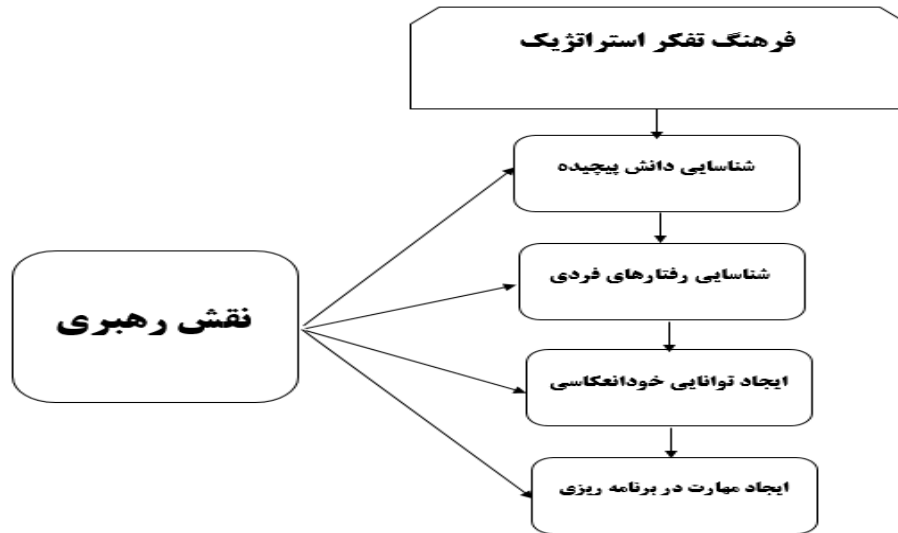 فرهنگ تفکر استراتژیک
شناسایی دانش پیچیده
شناسایی رفتارهای فردی
نقش رهبری
ایجاد توانایی خودانعکاسی
ایجاد مهارت در برنامه ریزی